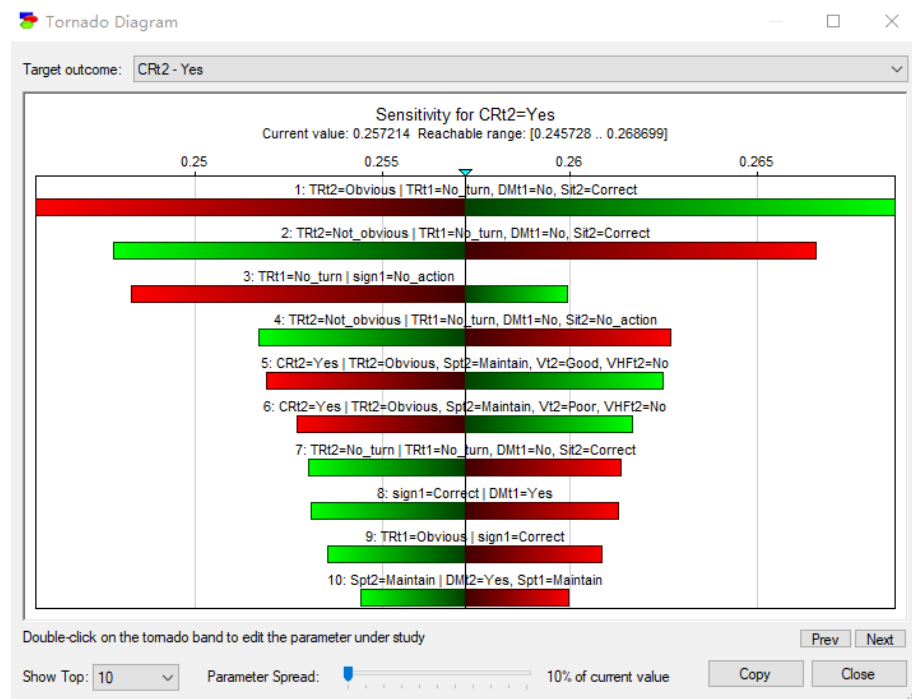 Tornado Diagram
Target outcome: CRt2 - Yes
Sensitivity for CRt2=Yes
Current value: 0.257214 Reachable range: [0.245728 .. 0.268699]
0.25 0.255 0.26 0.265
1: TRt2=Obvious | TRt1=No_turn, DMt1=No, Sit2=Correct
2: TRt2=Not_obvious | TRt1=No_turn, DMt1=No, Sit2=Correct
3: TRt1=No_turn | sign1=No_action
4: TRt2=Not_obvious | TRt1=No_turn, DMt1=No, Sit2=No_action
5: CRt2=Yes | TRt2=Obvious, Spt2=Maintain, Vt2=Good, VHFt2=No
6: CRt2=Yes | TRt2=Obvious, Spt2=Maintain, Vt2=Poor, VHFt2=No
7: TRt2=No_turn | TRt1=No_turn, DMt1=No, Sit2=Correct
8: sign1=Correct | DMt1=Yes
9: TRt1=Obvious | sign1=Correct
10: Spt2=Maintain | DMt2=Yes, Spt1=Maintain
Double-click on the tornado band to edit the parameter under study
Prev Next
Show Top: 10 Parameter Spread: 10% of current value Copy Close